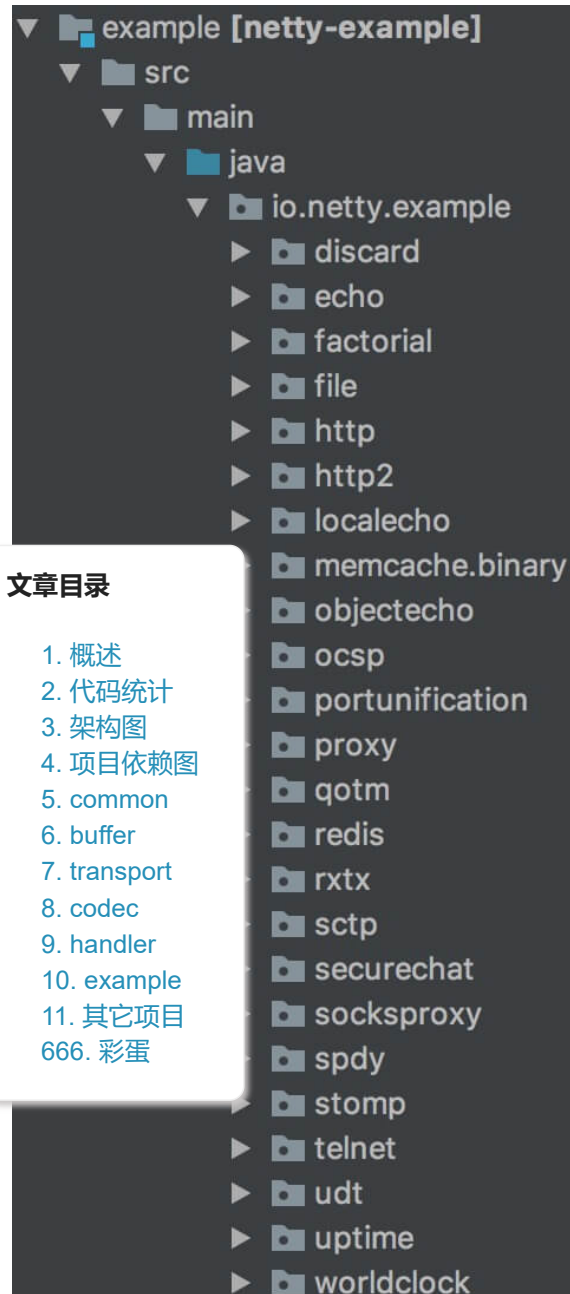 example [netty-example]
src
main
java
io.netty.example
discard
echo
factorial
file
http
http2
localecho
memcache.binary
objectecho
ocsp
portunification
proxy
qotm
redis
rxtx
sctp
securechat
socksproxy
spdy
stomp
telnet
udt
uptime
worldclock
文章目录
1. 概述
2. 代码统计
3. 架构图
4. 项目依赖图
5. common
6. buffer
7. transport
8. codec
9. handler
10. example
11. 其它项目
666. 彩蛋